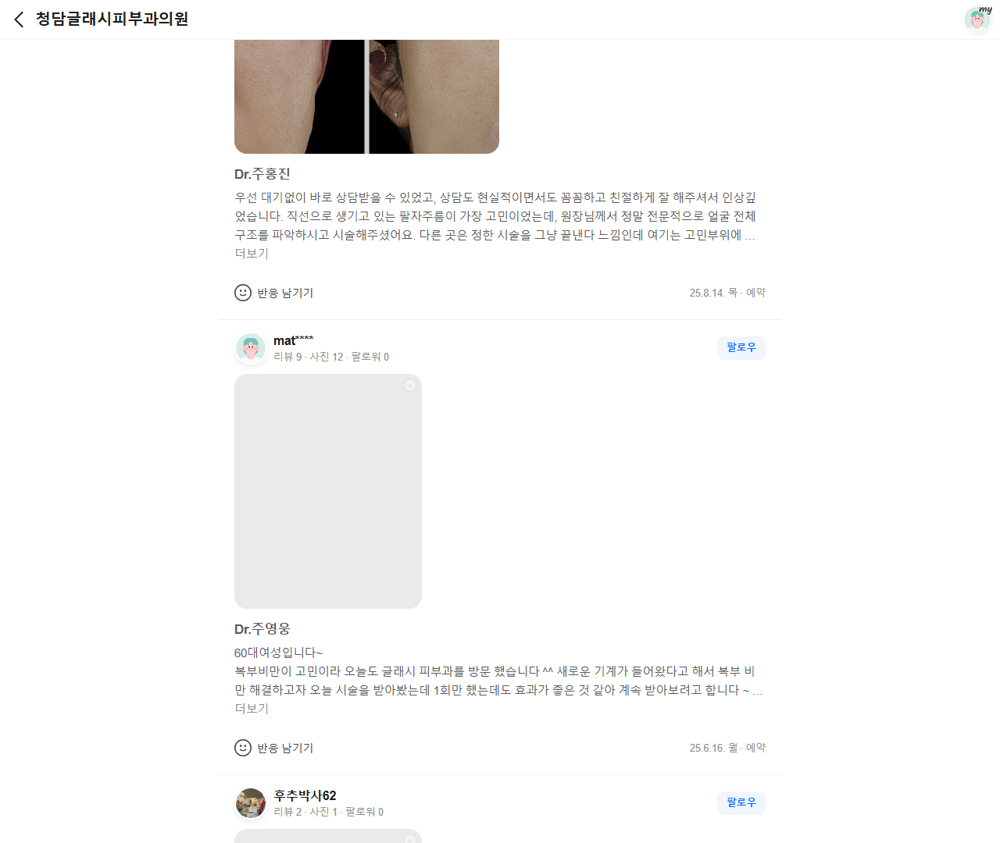 청담글래시피부과의원
my
Dr.주홍진
우선 대기없이 바로 상담받을 수 있었고, 상담도 현실적이면서도 꼼꼼하고 친절하게 잘 해주셔서 인상깊
었습니다. 직선으로 생기고 있는 팔자주름이 가장 고민이었는데, 원장님께서 정말 전문적으로 얼굴 전체
구조를 파악하시고 시술해주셨어요. 다른 곳은 정한 시술을 그냥 끝낸다 느낌인데 여기는 고민부위에 ...
더보기
반응 남기기
25.8.14. 목 · 예약
mat****
리뷰 9 · 사진 12 · 팔로워 0
팔로우
Dr.주영웅
60대여성입니다~
복부비만이 고민이라 오늘도 글래시 피부과를 방문 했습니다 ^^ 새로운 기계가 들어왔다고 해서 복부 비
만 해결하고자 오늘 시술을 받아봤는데 1회만 했는데도 효과가 좋은 것 같아 계속 받아보려고 합니다 ~ ...
더보기
반응 남기기
25.6.16. 월 · 예약
후추박사62
리뷰 2 · 사진 1 · 팔로워 0
팔로우